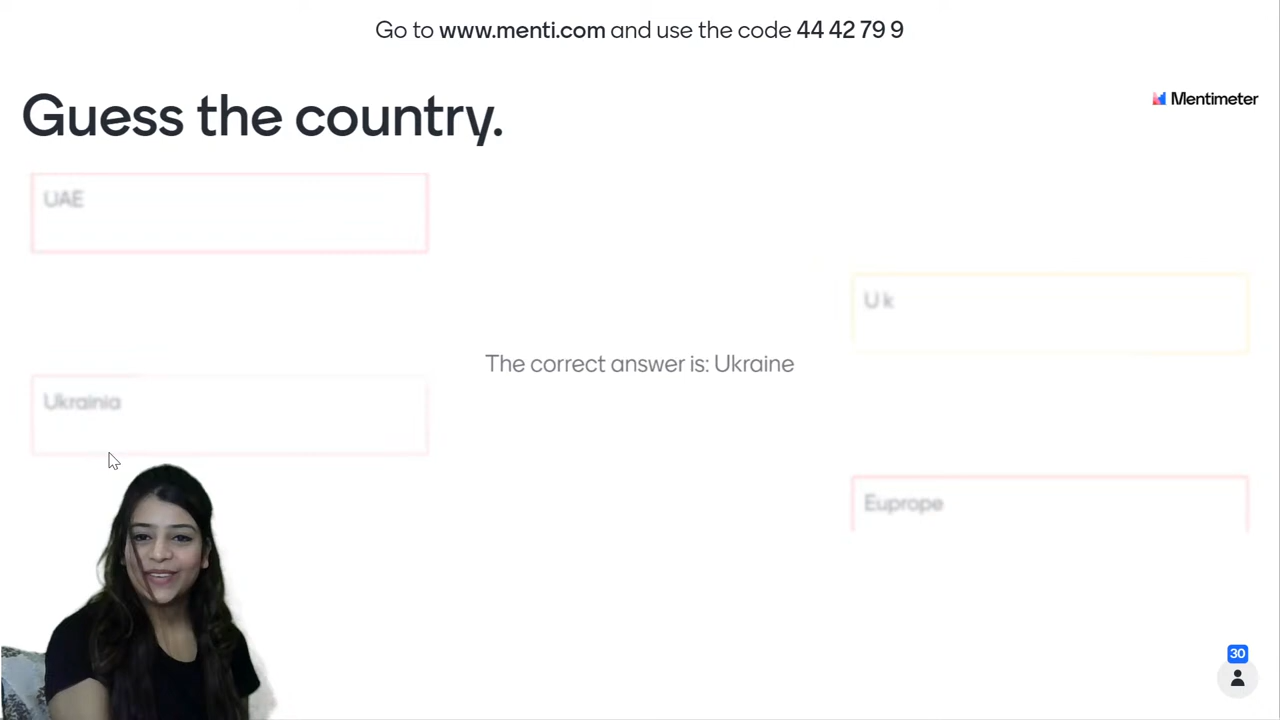 Go to www.menti.com and use the code 44 42 79 9
Guess the country.
Mentimeter
UAE
U k
The correct answer is: Ukraine
Ukrainia
Euprope
30